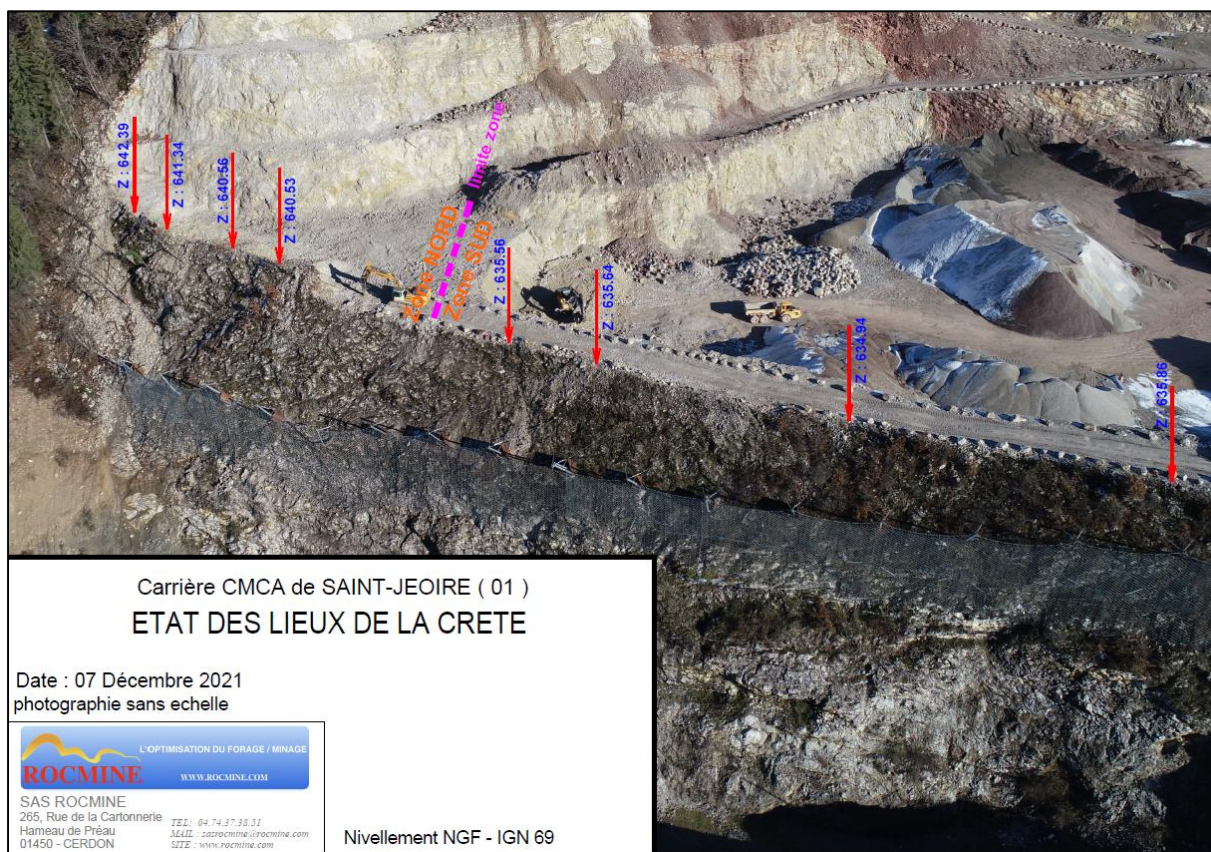 Z : 642.39
Z : 641.34
Z : 640.56
Z : 640.53
limite zone
Zone NORD
Zone SUD
Z : 635.56
Z : 635.64
Z : 634.94
Z : 635.86
Carrière CMCA de SAINT-JEOIRE ( 01 )
ETAT DES LIEUX DE LA CRETE
Date : 07 Décembre 2021
photographie sans echelle
L'OPTIMISATION DU FORAGE / MINAGE
ROCMINE
WWW.ROCMINE.COM
SAS ROCMINE
265, Rue de la Cartonnerie
Hameau de Préau
01450 - CERDON
TEL: 04.74.37.38.51
MAIL : sasrocmine@rocmine.com
SITE : www.rocmine.com
Nivellement NGF - IGN 69